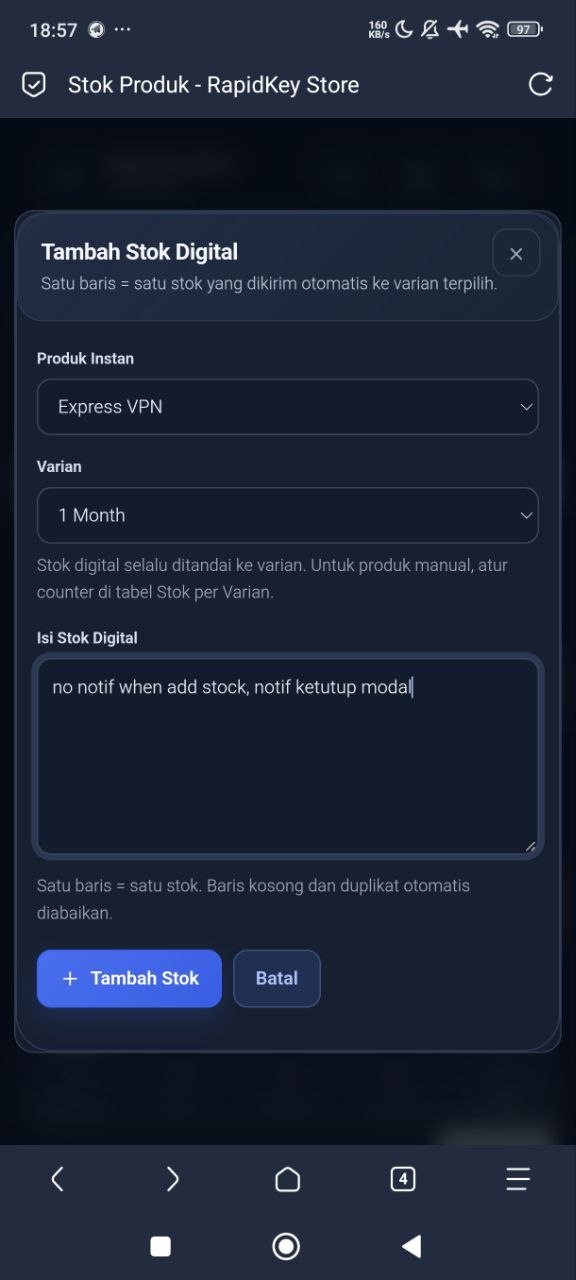 18:57
160
KB/s
97
Stok Produk - RapidKey Store
Tambah Stok Digital
Satu baris = satu stok yang dikirim otomatis ke varian terpilih.
Produk Instan
Express VPN
Varian
1 Month
Stok digital selalu ditandai ke varian. Untuk produk manual, atur
counter di tabel Stok per Varian.
Isi Stok Digital
no notif when add stock, notif ketutup modal
Satu baris = satu stok. Baris kosong dan duplikat otomatis
diabaikan.
+ Tambah Stok
Batal
4